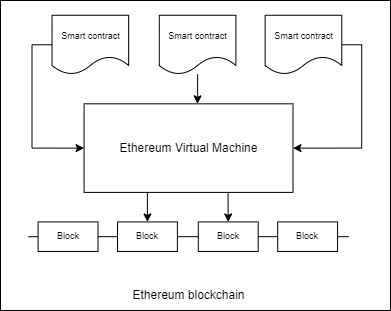 Smart contract
Smart contract
Smart contract
Ethereum Virtual Machine
Block
Block
Block
Block
Ethereum blockchain